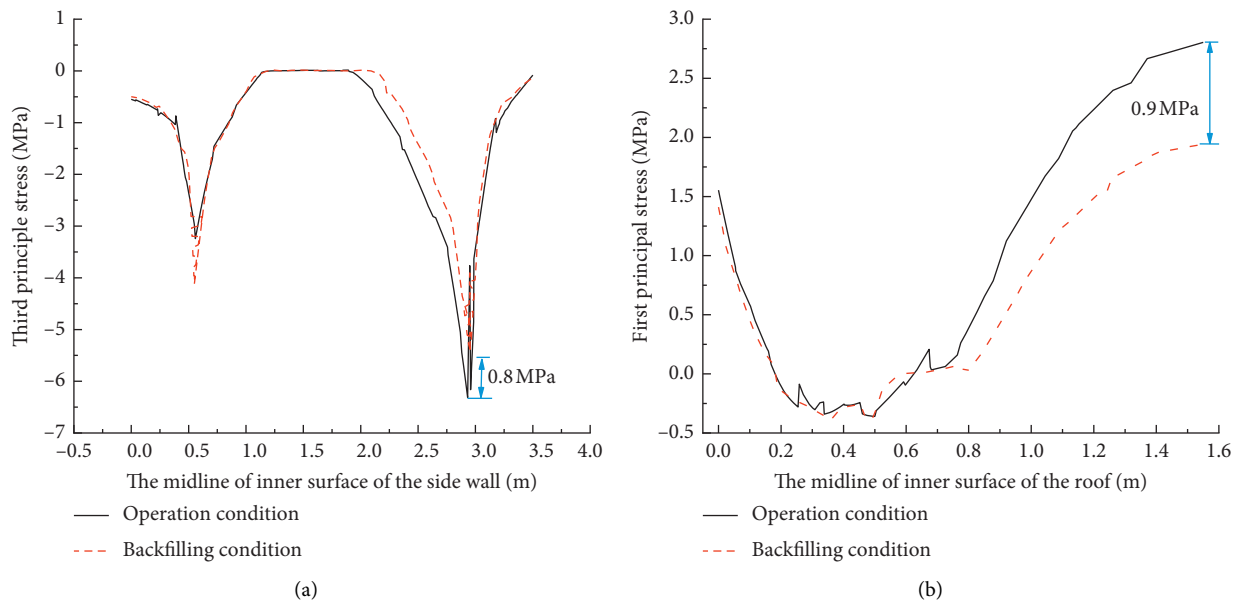 1
0
−1
−2
−3
−4
−5
−6
−7
Third principle stress (MPa)
0.8 MPa
−0.5 0.0 0.5 1.0 1.5 2.0 2.5 3.0 3.5 4.0
The midline of inner surface of the side wall (m)
Operation condition
Backfilling condition
(a)
3.0
2.5
2.0
1.5
1.0
0.5
0.0
−0.5
First principal stress (MPa)
0.9 MPa
0.0 0.2 0.4 0.6 0.8 1.0 1.2 1.4 1.6
The midline of inner surface of the roof (m)
Operation condition
Backfilling condition
(b)